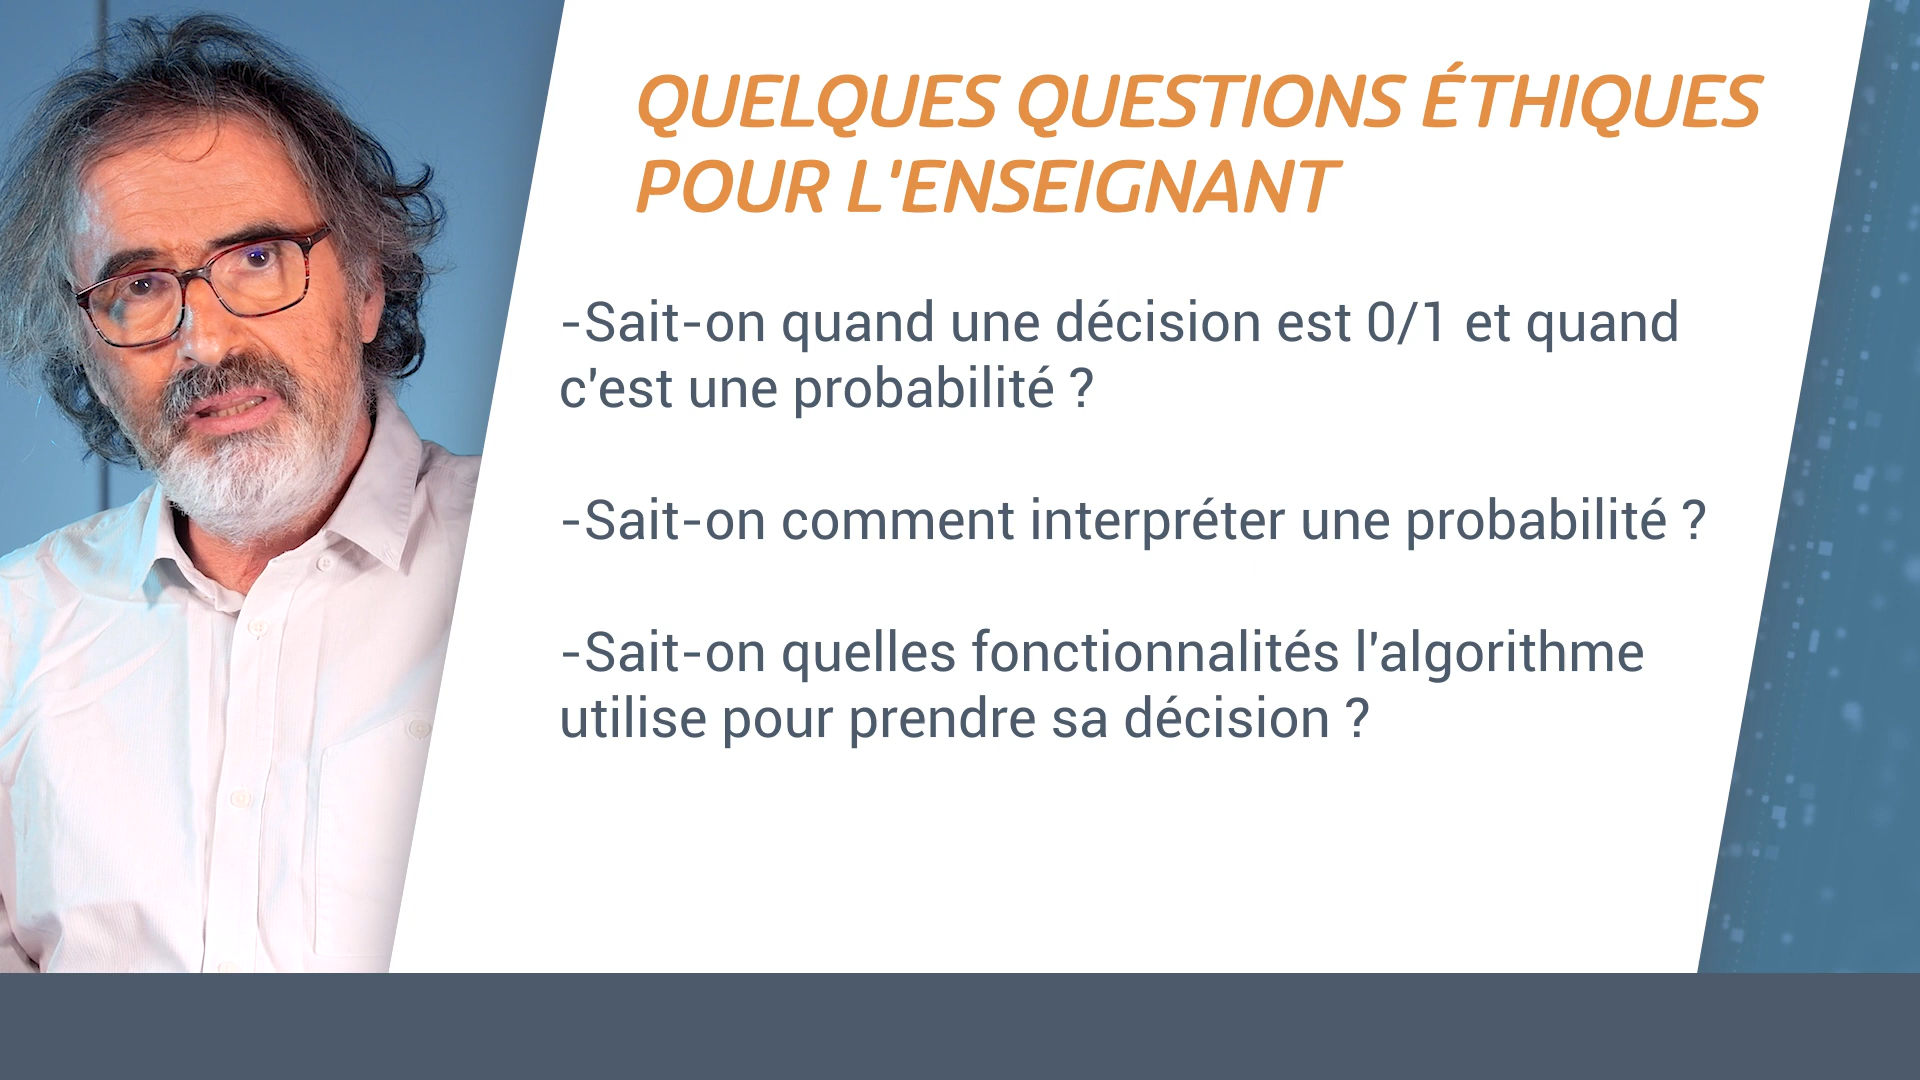 QUELQUES QUESTIONS ÉTHIQUES
POUR L'ENSEIGNANT
-Sait-on quand une décision est 0/1 et quand
c'est une probabilité ?
-Sait-on comment interpréter une probabilité ?
-Sait-on quelles fonctionnalités l'algorithme
utilise pour prendre sa décision ?